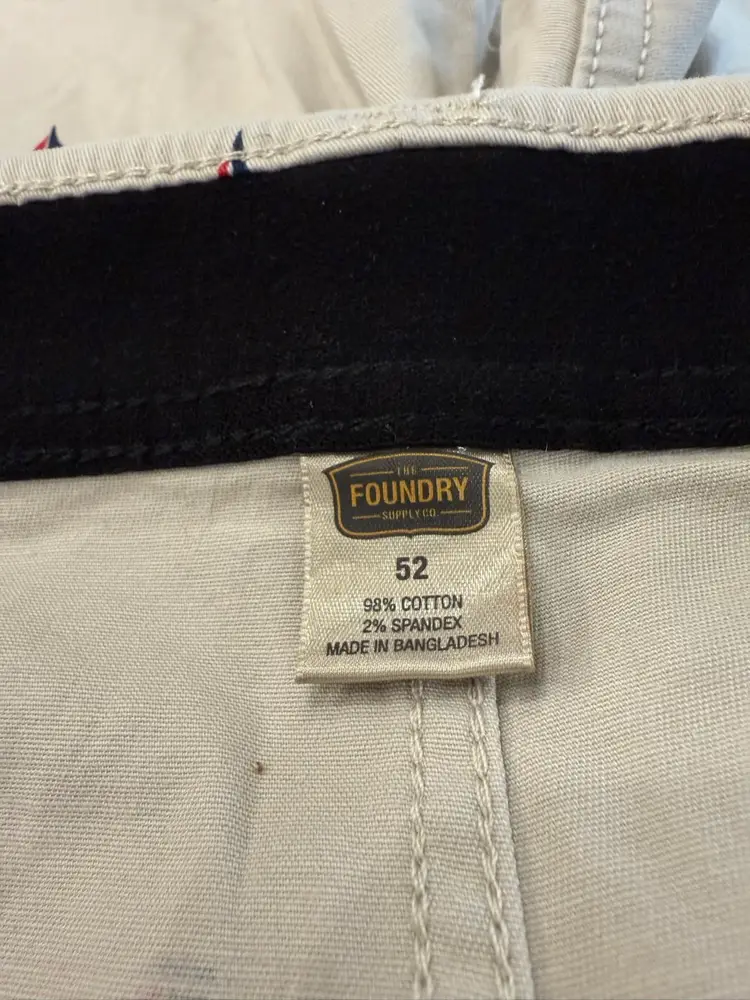 THE
FOUNDRY
SUPPLY CO.
52
98% COTTON
2% SPANDEX
MADE IN BANGLADESH